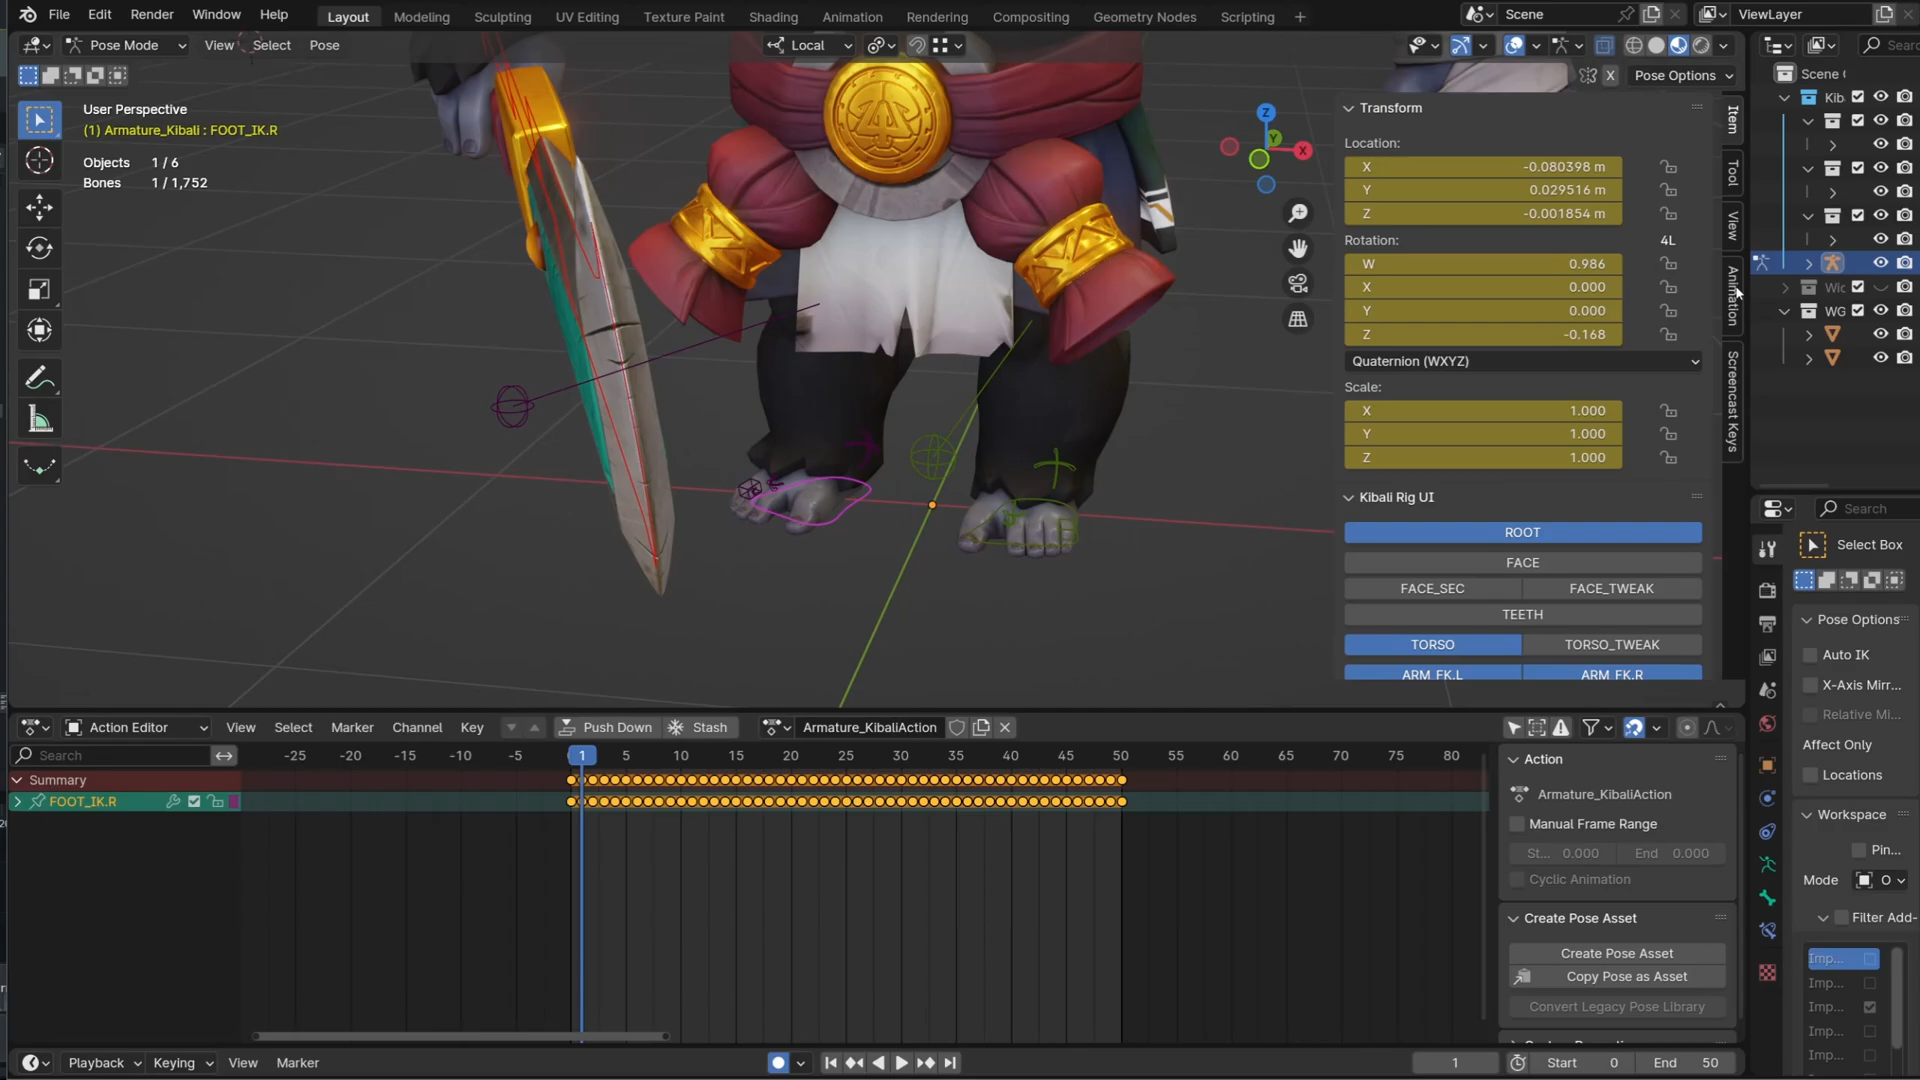 File Edit Render Window Help Layout Modeling Sculpting UV Editing Texture Paint Shading Animation Rendering Compositing Geometry Nodes Scripting + Scene ViewLayer
Pose Mode View Select Pose Local
X Pose Options
User Perspective
(1) Armature_Kibali : FOOT_IK.R
Objects 1 / 6
Bones 1 / 1,752
Z
Y
X
Transform
Location:
X -0.080398 m
Y 0.029516 m
Z -0.001854 m
Rotation: 4L
W 0.986
X 0.000
Y 0.000
Z -0.168
Quaternion (WXYZ)
Scale:
X 1.000
Y 1.000
Z 1.000
Kibali Rig UI
ROOT
FACE
FACE_SEC FACE_TWEAK
TEETH
TORSO TORSO_TWEAK
ARM_FK.L ARM_FK.R
Item
Tool
View
Animation
Screencast Keys
Scene
Kib
Wic
WG
Search
Select Box
Pose Options
Auto IK
X-Axis Mirr...
Relative Mi...
Affect Only
Locations
Workspace
Pin...
Mode O
Filter Add-
Imp...
Imp...
Imp...
Imp...
Imp...
Action Editor View Select Marker Channel Key Push Down Stash Armature_KibaliAction
Search -25 -20 -15 -10 -5 1 5 10 15 20 25 30 35 40 45 50 55 60 65 70 75 80
Summary
FOOT_IK.R
Action
Armature_KibaliAction
Manual Frame Range
St... 0.000 End 0.000
Cyclic Animation
Create Pose Asset
Create Pose Asset
Copy Pose as Asset
Convert Legacy Pose Library
Playback Keying View Marker 1 Start 0 End 50